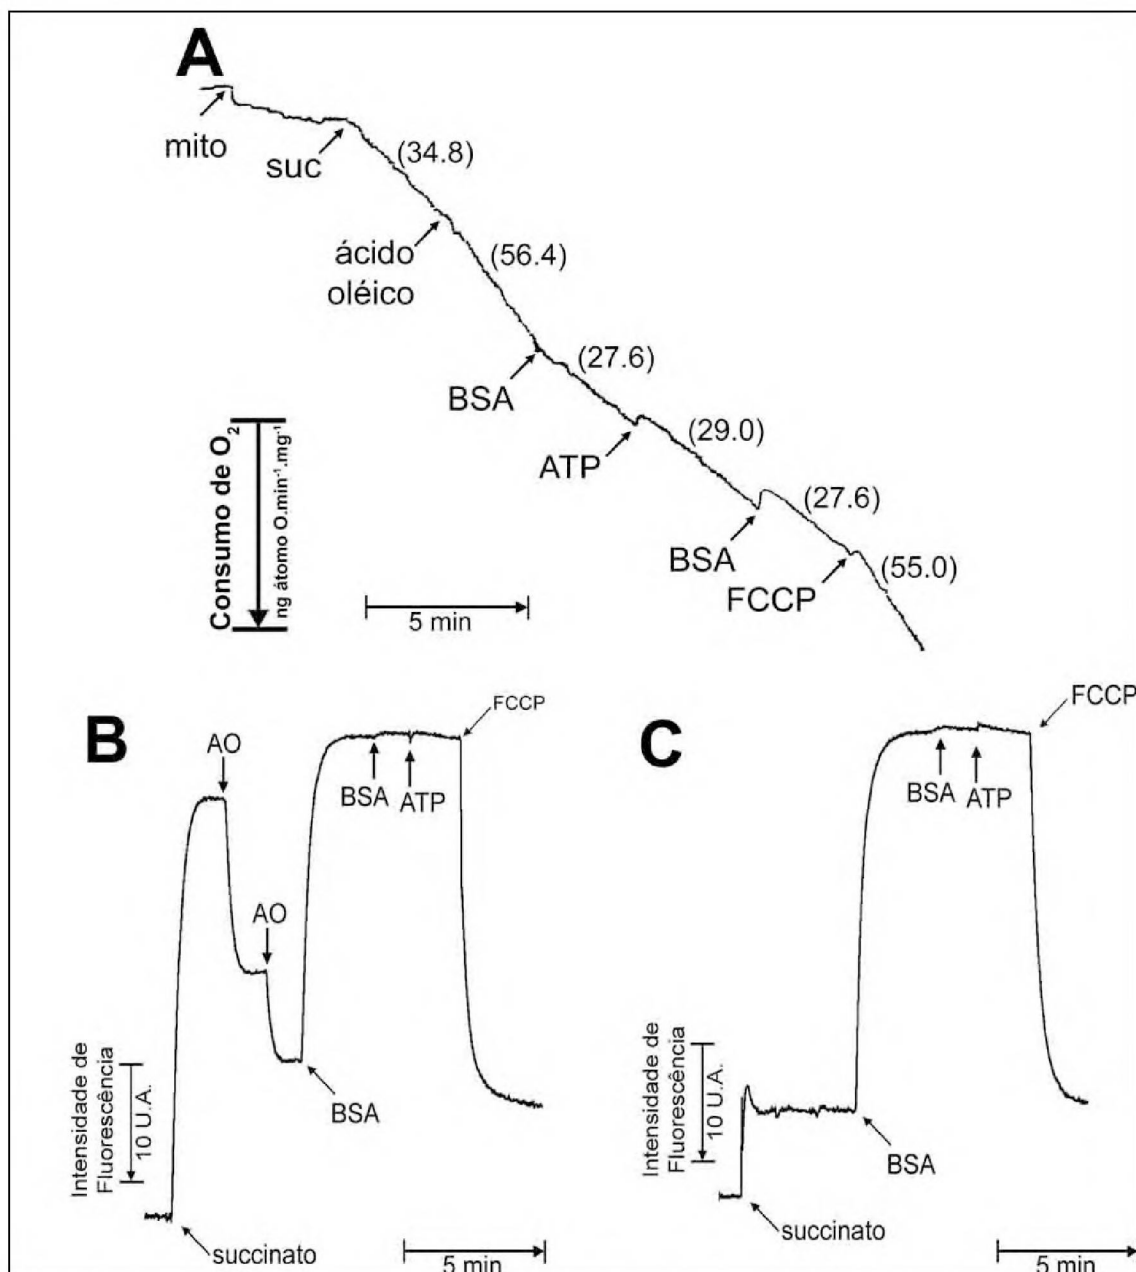 A
mito
suc
(34.8)
ácido
oléico
(56.4)
BSA
(27.6)
ATP
(29.0)
BSA
(27.6)
FCCP
(55.0)
Consumo de O₂
ng átomo O.min⁻¹.mg⁻¹
5 min
B
AO
AO
FCCP
BSA
ATP
BSA
Intensidade de
Fluorescência
10 U.A.
succinato
5 min
C
FCCP
BSA
ATP
BSA
Intensidade de
Fluorescência
10 U.A.
succinato
5 min